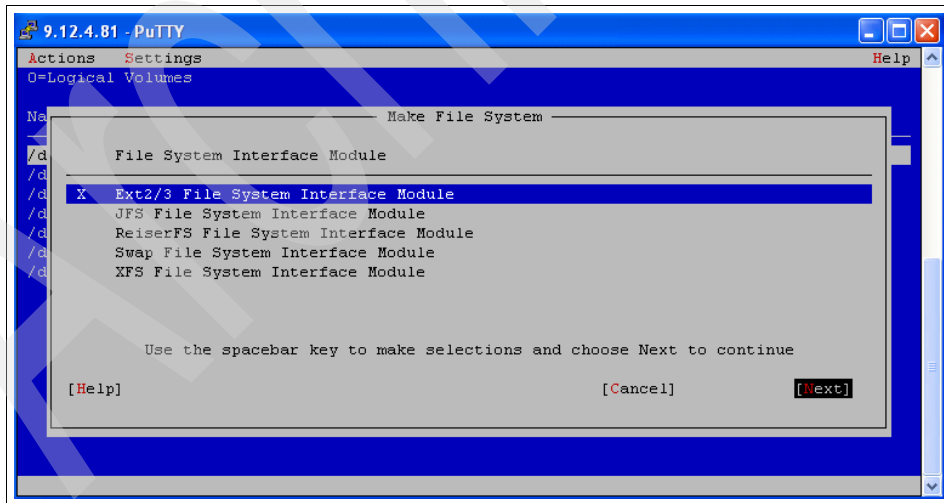 9.12.4.81 - PuTTY
Actions Settings Help
0=Logical Volumes
Na
Make File System
/d File System Interface Module
/d
/d X Ext2/3 File System Interface Module
/d JFS File System Interface Module
/d ReiserFS File System Interface Module
/d Swap File System Interface Module
/d XFS File System Interface Module
Use the spacebar key to make selections and choose Next to continue
[Help] [Cancel] [Next]